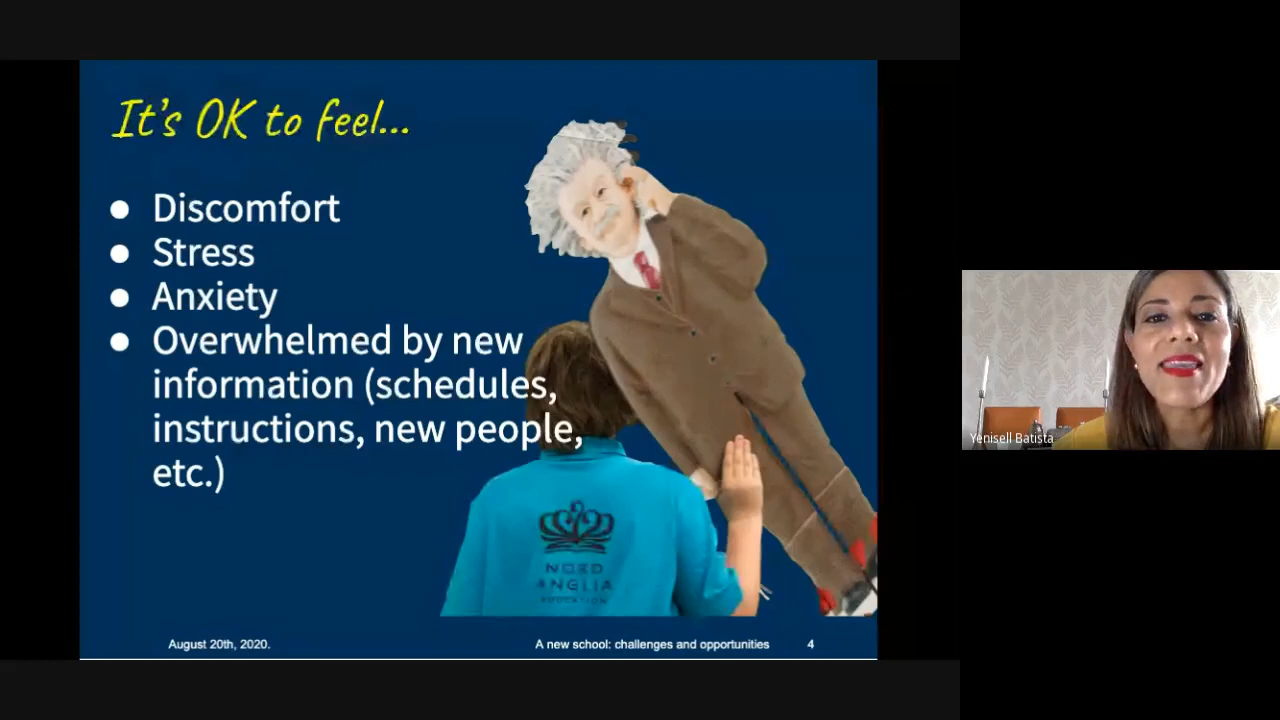 It's OK to feel...
● Discomfort
● Stress
● Anxiety
● Overwhelmed by new
information (schedules,
instructions, new people,
etc.)
NORD
ANGLIA
EDUCATION
August 20th, 2020.
A new school: challenges and opportunities
4
Yenisell Batista